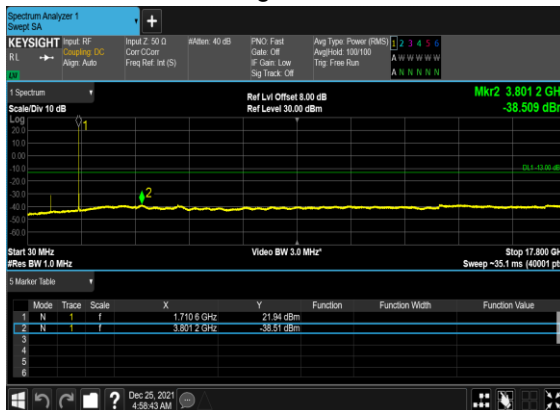 Spectrum Analyzer 1
Swept SA
+
KEYSIGHT Input: RF Input Z: 50 Ω #Atten: 40 dB PNO: Fast Avg Type: Power (RMS) 1 2 3 4 5 6
RL Coupling: DC Corr CCorr Gate: Off Avg|Hold: 100/100 A W W W W W
Align: Auto Freq Ref: Int (S) IF Gain: Low Trig: Free Run
Sig Track: Off A N N N N N
1 Spectrum Ref Lvl Offset 8.00 dB Mkr2 3.801 2 GH
Scale/Div 10 dB Ref Level 30.00 dBm -38.509 dBr
Log
20.0 1
10.0
0.00
-10.0 DL1 -13.00 dB
-20.0
-30.0 2
-40.0
-50.0
-60.0
Start 30 MHz Video BW 3.0 MHz* Stop 17.800 GH
#Res BW 1.0 MHz Sweep ~35.1 ms (40001 pt
5 Marker Table
Mode Trace Scale X Y Function Function Width Function Value
1 N 1 f 1.710 6 GHz 21.94 dBm
2 N 1 f 3.801 2 GHz -38.51 dBm
3
4
5
6
? Dec 25, 2021
4:58:43 AM